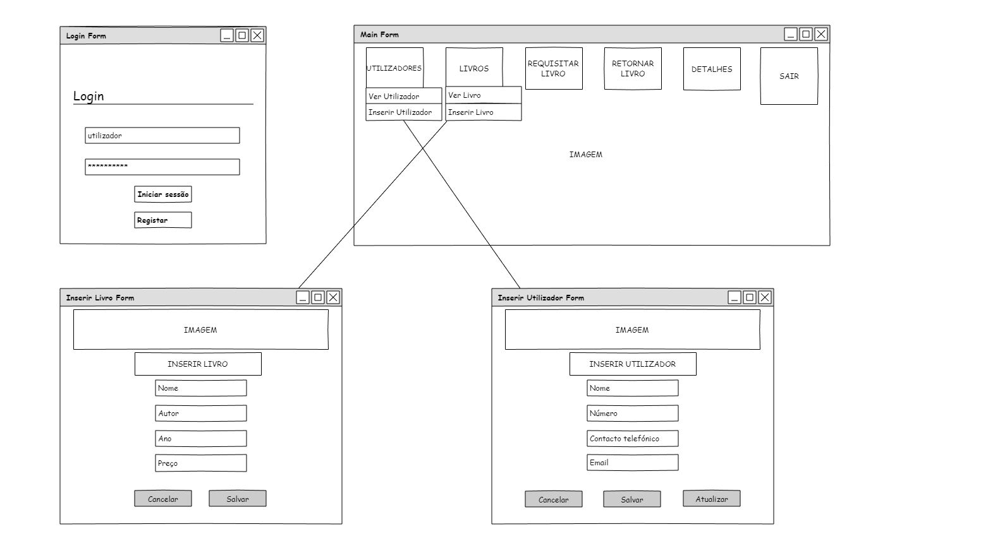 Login Form
Login
utilizador
**********
Iniciar sessão
Registar
Main Form
UTILIZADORES
LIVROS
REQUISITAR
LIVRO
RETORNAR
LIVRO
DETALHES
SAIR
Ver Utilizador
Inserir Utilizador
Ver Livro
Inserir Livro
IMAGEM
Inserir Livro Form
IMAGEM
INSERIR LIVRO
Nome
Autor
Ano
Preço
Cancelar
Salvar
Inserir Utilizador Form
IMAGEM
INSERIR UTILIZADOR
Nome
Número
Contacto telefónico
Email
Cancelar
Salvar
Atualizar